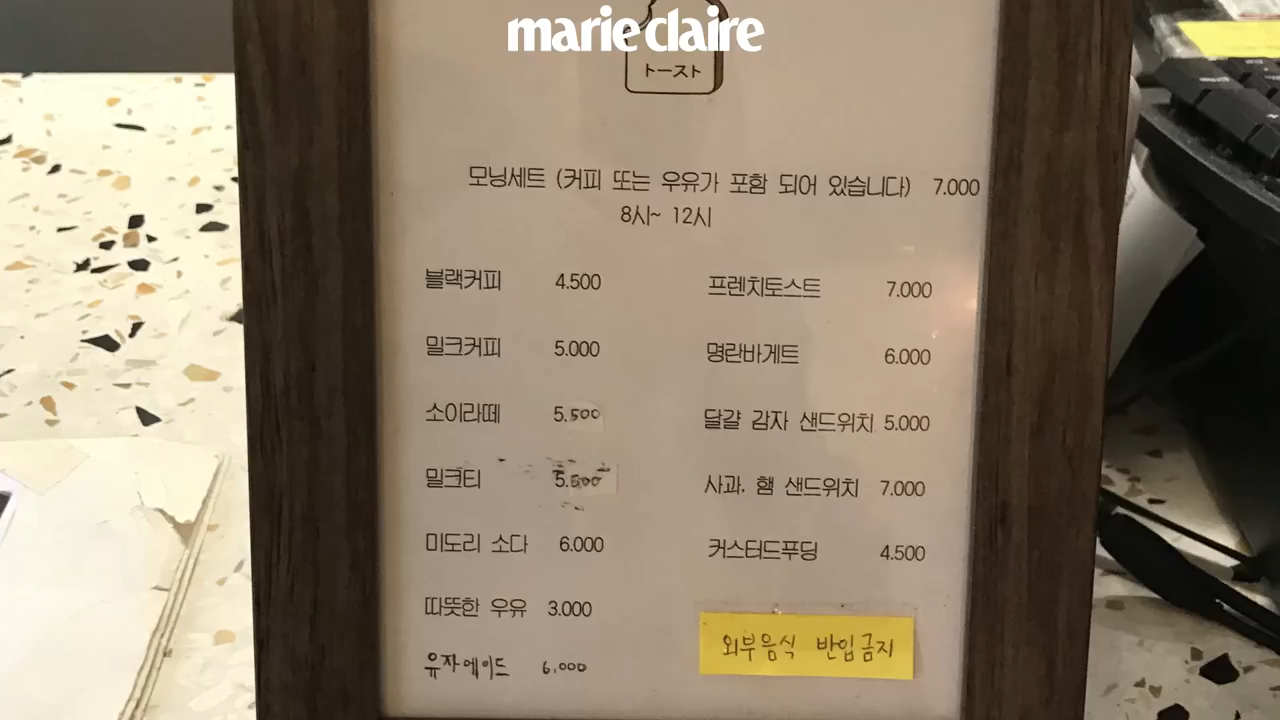 marie claire
トースト
모닝세트 (커피 또는 우유가 포함 되어 있습니다) 7.000
8시~ 12시
블랙커피 4.500
밀크커피 5.000
소이라떼 5.500
밀크티 5.500
미도리 소다 6.000
따뜻한 우유 3.000
유자에이드 6,000
프렌치토스트 7.000
명란바게트 6.000
달걀 감자 샌드위치 5.000
사과. 햄 샌드위치 7.000
커스터드푸딩 4.500
외부음식 반입금지